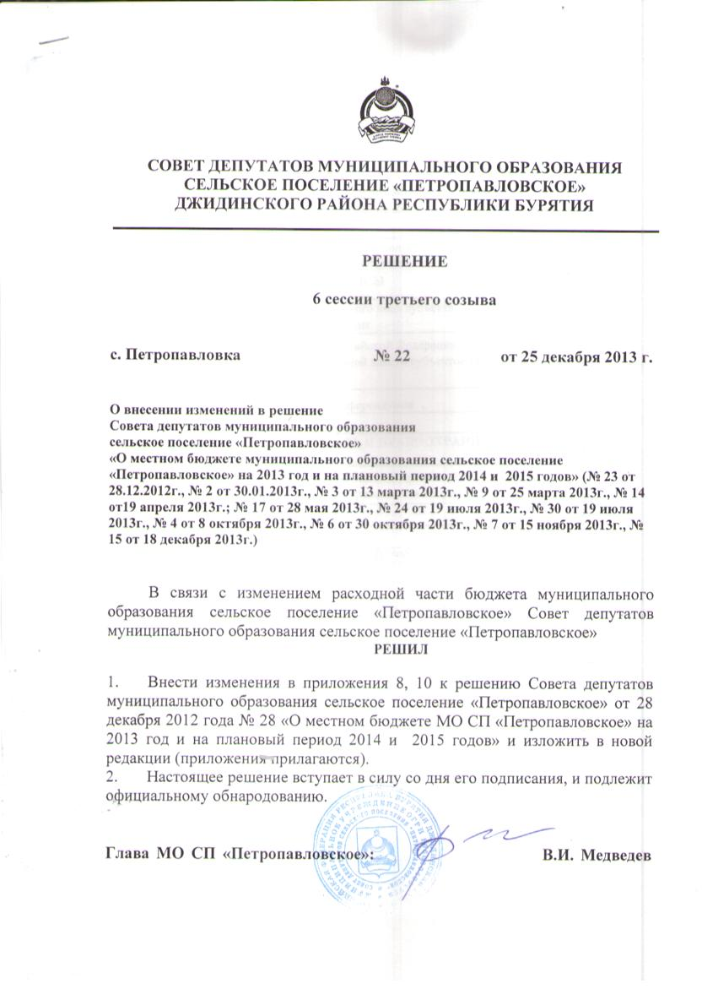 СОВЕТ ДЕПУТАТОВ МУНИЦИПАЛЬНОГО ОБРАЗОВАНИЯ
СЕЛЬСКОЕ ПОСЕЛЕНИЕ «ПЕТРОПАВЛОВСКОЕ»
ДЖИДИНСКОГО РАЙОНА РЕСПУБЛИКИ БУРЯТИЯ
РЕШЕНИЕ
6 сессии третьего созыва
с. Петропавловка № 22 от 25 декабря 2013 г.
О внесении изменений в решение
Совета депутатов муниципального образования
сельское поселение «Петропавловское»
«О местном бюджете муниципального образования сельское поселение
«Петропавловское» на 2013 год и на плановый период 2014 и 2015 годов» (№ 23 от
28.12.2012г., № 2 от 30.01.2013г., № 3 от 13 марта 2013г., № 9 от 25 марта 2013г., № 14
от19 апреля 2013г.; № 17 от 28 мая 2013г., № 24 от 19 июля 2013г., № 30 от 19 июля
2013г., № 4 от 8 октября 2013г., № 6 от 30 октября 2013г., № 7 от 15 ноября 2013г., №
15 от 18 декабря 2013г.)
В связи с изменением расходной части бюджета муниципального
образования сельское поселение «Петропавловское» Совет депутатов
муниципального образования сельское поселение «Петропавловское»
РЕШИЛ
1. Внести изменения в приложения 8, 10 к решению Совета депутатов
муниципального образования сельское поселение «Петропавловское» от 28
декабря 2012 года № 28 «О местном бюджете МО СП «Петропавловское» на
2013 год и на плановый период 2014 и 2015 годов» и изложить в новой
редакции (приложения прилагаются).
2. Настоящее решение вступает в силу со дня его подписания, и подлежит
официальному обнародованию.
Глава МО СП «Петропавловское»: В.И. Медведев